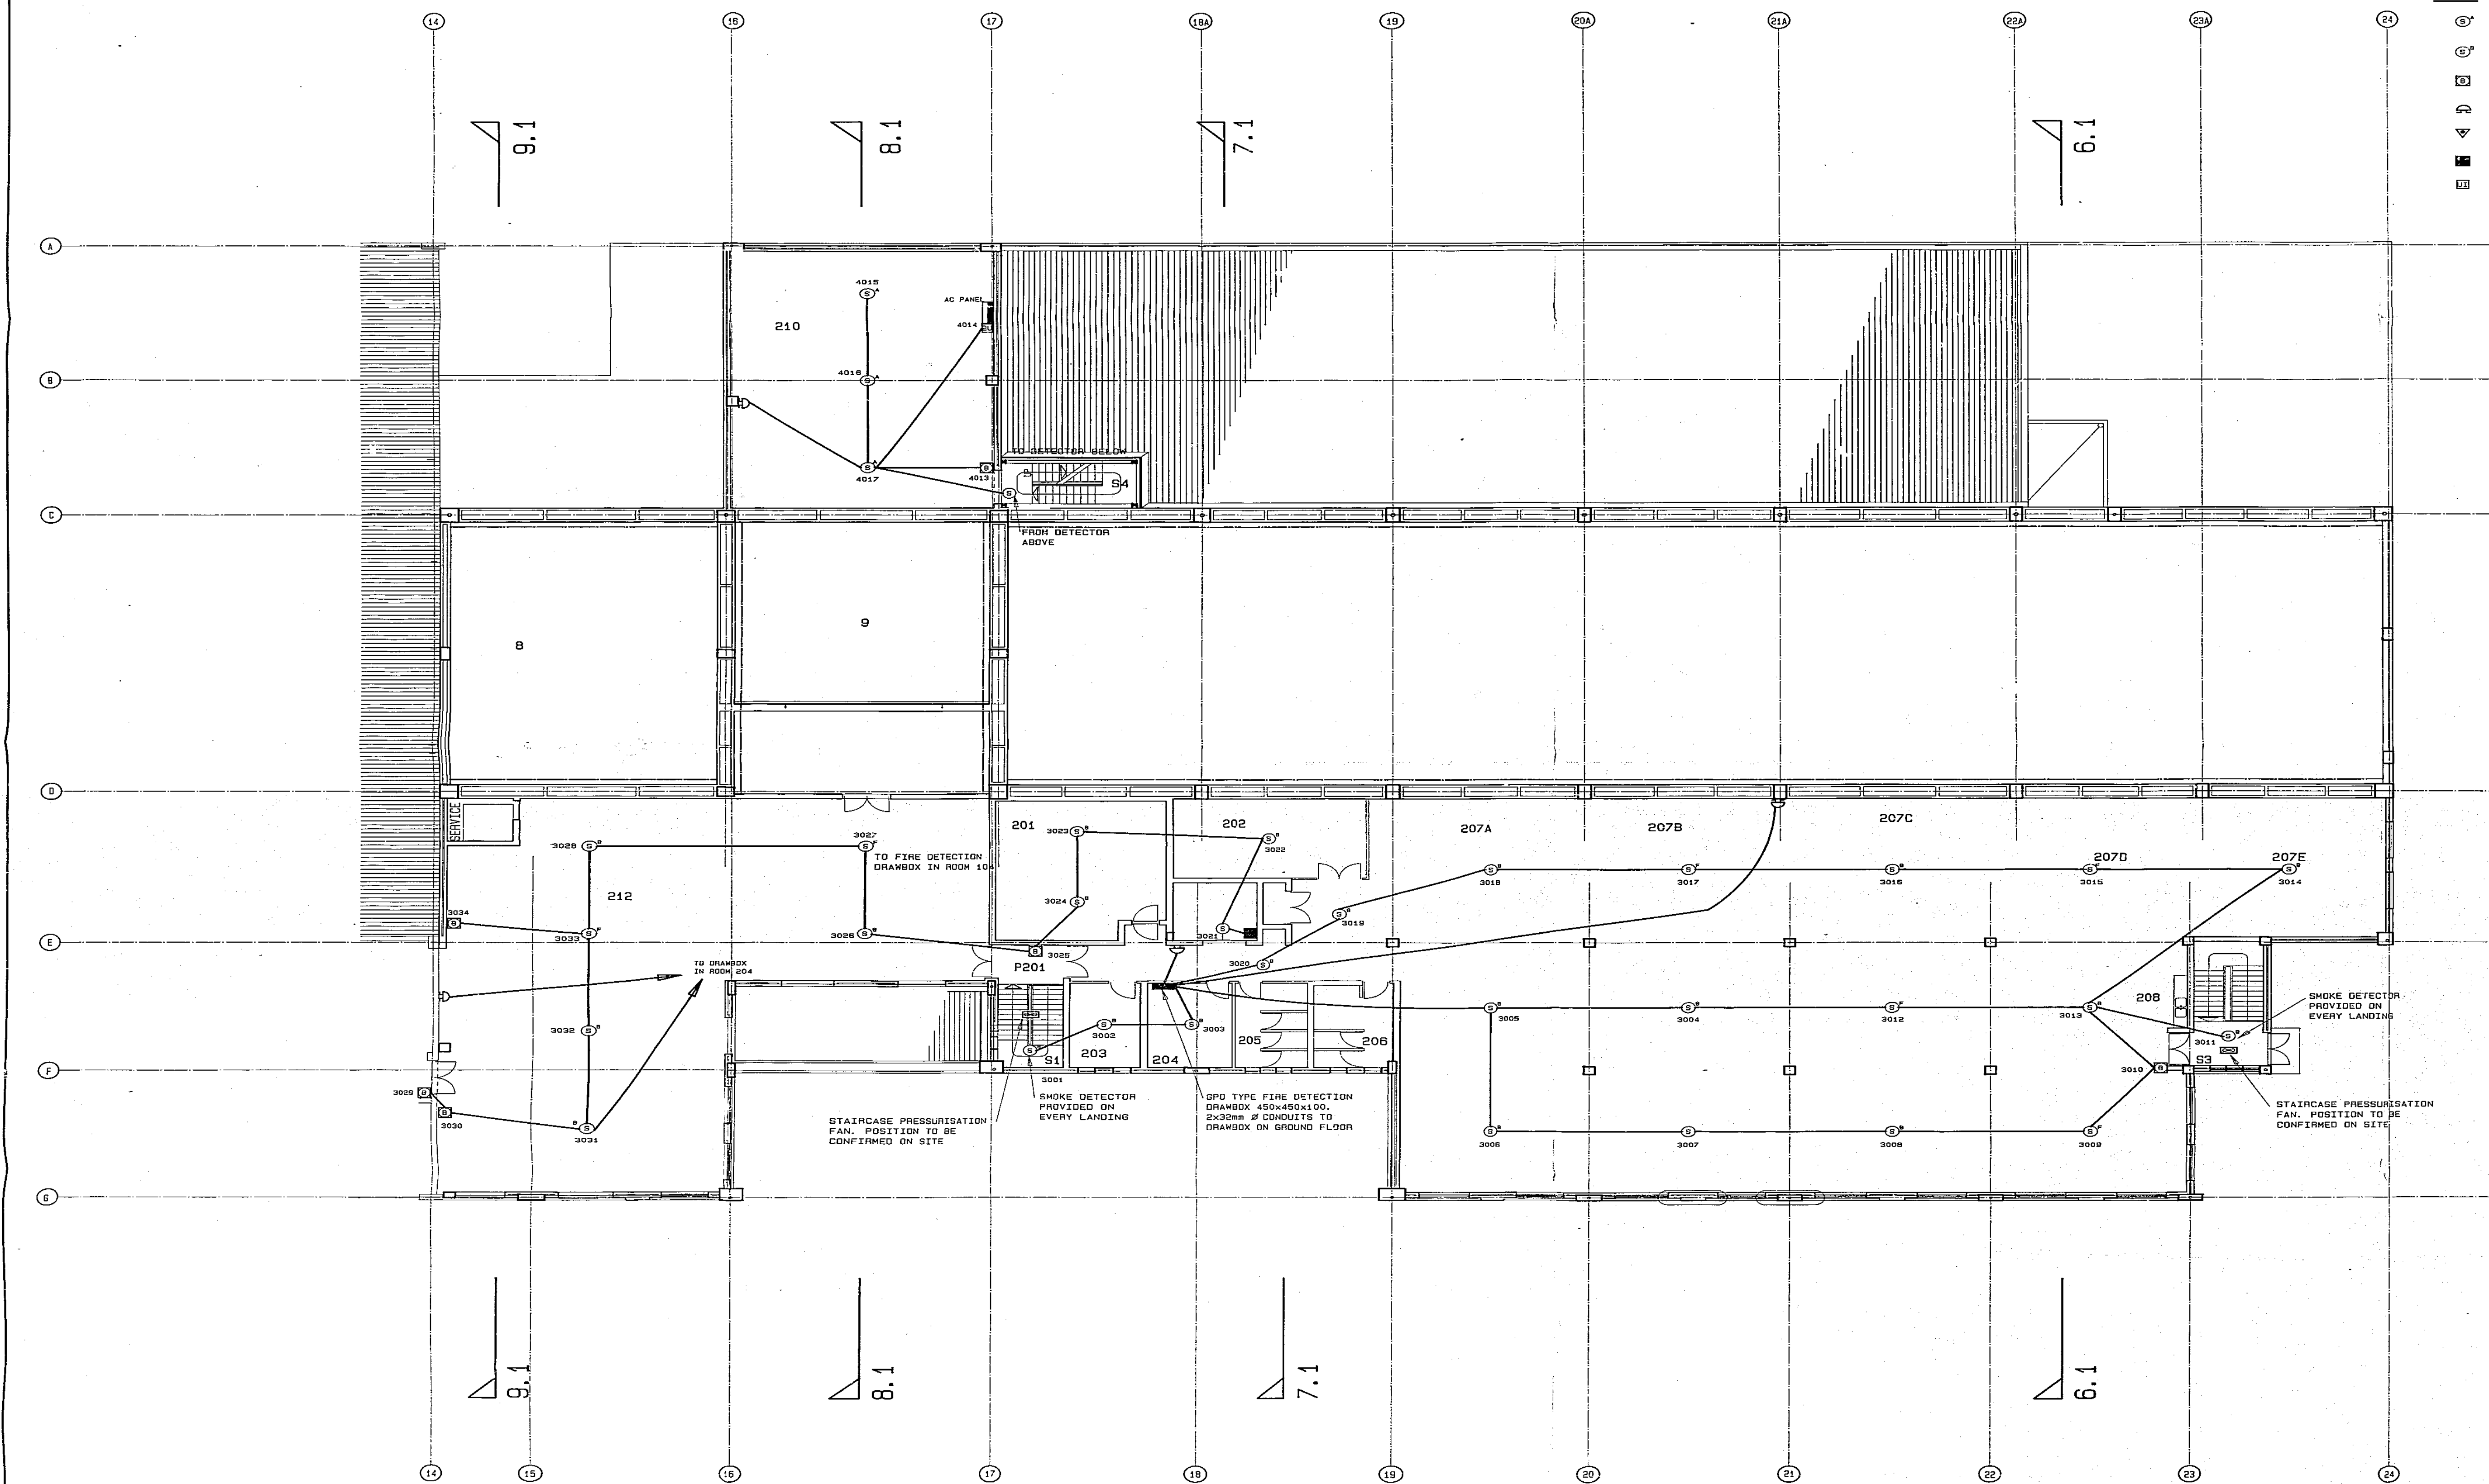 14
16
17
18A
19
20A
21A
22A
23A
24
S A
S B
B
UI
9.1
8.1
7.1
6.1
A
4015
S A
AC PANEL
210
4014
B
4016
S A
TO DETECTOR BELOW
S A
4017
B
4013
S
S4
C
FROM DETECTOR
ABOVE
8
9
D
SERVICE
201
3023
S B
202
S B
3022
207A
207B
207C
3028
S B
3027
S F
TO FIRE DETECTION
DRAWBOX IN ROOM 104
207D
207E
S B
3018
S F
3017
S B
3016
S F
3015
S B
3014
212
3024
S B
3034
B
S F
3033
3026
S B
S
3021
S B
3019
E
B
3025
P201
TO DRAWBOX
IN ROOM 204
3020
S B
208
SMOKE DETECTOR
PROVIDED ON
EVERY LANDING
S B
3005
S B
3004
S F
3012
3013
S B
3032
S B
S B
3002
S
3003
S
S1
203
204
205
206
3011
S B
S3
F
3001
3010
B
3029
B
B
3030
B S
3031
SMOKE DETECTOR
PROVIDED ON
EVERY LANDING
GPO TYPE FIRE DETECTION
DRAWBOX 450x450x100.
2x32mm Ø CONDUITS TO
DRAWBOX ON GROUND FLOOR
STAIRCASE PRESSURISATION
FAN. POSITION TO BE
CONFIRMED ON SITE
STAIRCASE PRESSURISATION
FAN. POSITION TO BE
CONFIRMED ON SITE
S B
3006
S F
3007
S B
3008
S F
3009
G
9.1
8.1
7.1
6.1
14
15
16
17
18
19
20
21
22
23
24